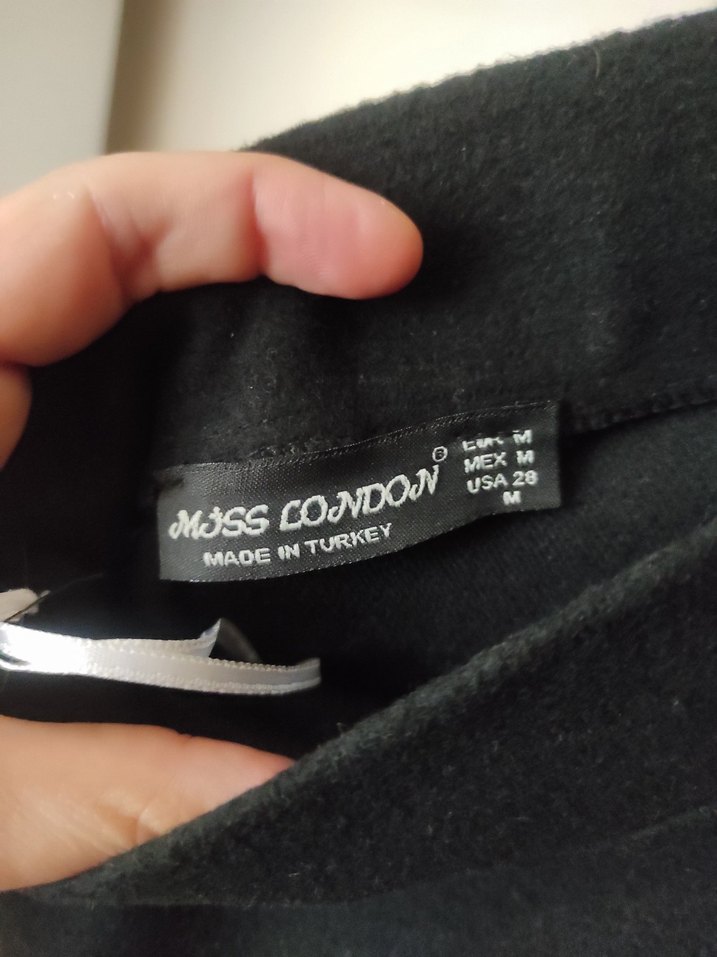 MISS LONDON®
MADE IN TURKEY
EUR M
MEX M
USA 28
M